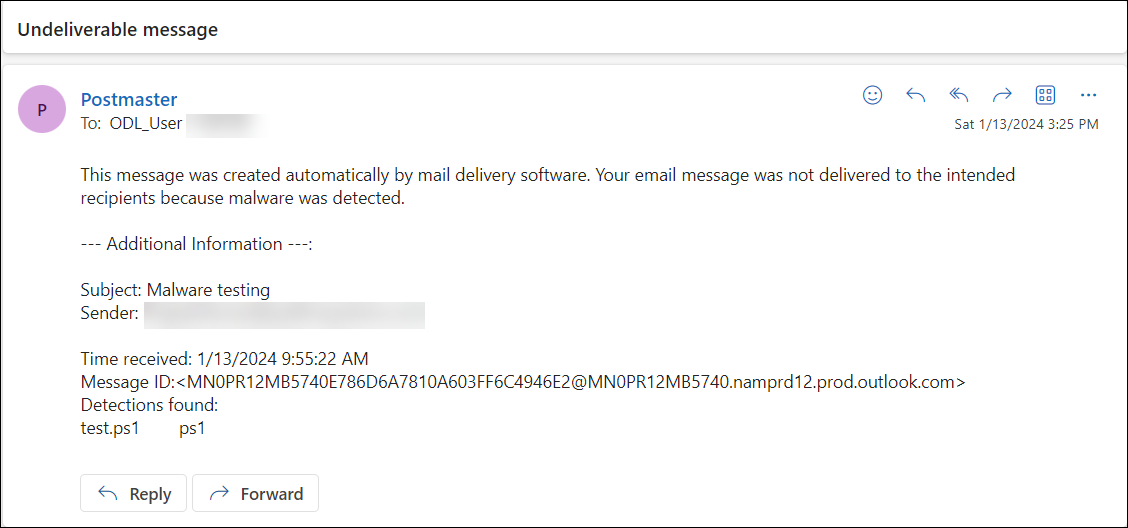 Undeliverable message
P
Postmaster
To: ODL_User
Sat 1/13/2024 3:25 PM
This message was created automatically by mail delivery software. Your email message was not delivered to the intended
recipients because malware was detected.
--- Additional Information ---:
Subject: Malware testing
Sender:
Time received: 1/13/2024 9:55:22 AM
Message ID:<MN0PR12MB5740E786D6A7810A603FF6C4946E2@MN0PR12MB5740.namprd12.prod.outlook.com>
Detections found:
test.ps1 ps1
Reply
Forward